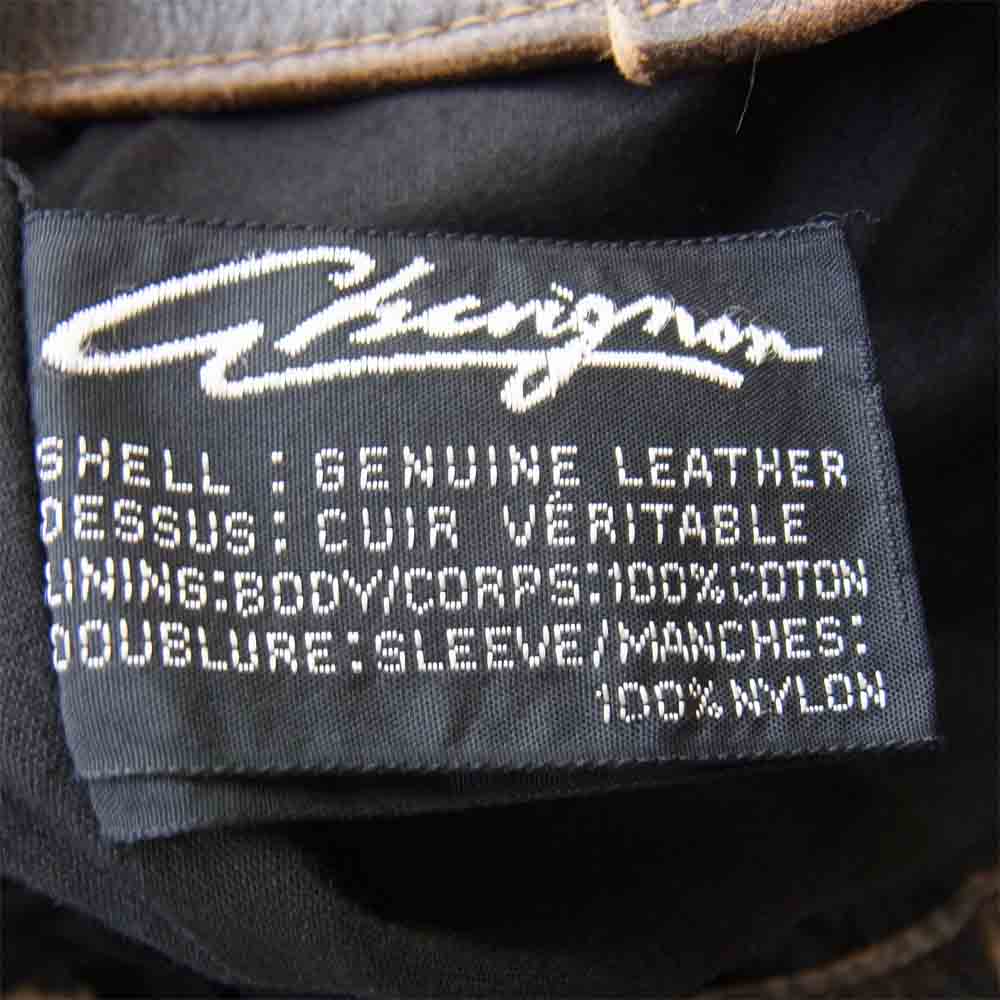 Chevignon
SHELL : GENUINE LEATHER
DESSUS: CUIR VÉRITABLE
LINING:BODY/CORPS:100%COTON
DOUBLURE:SLEEVE/MANCHES:
100%NYLON